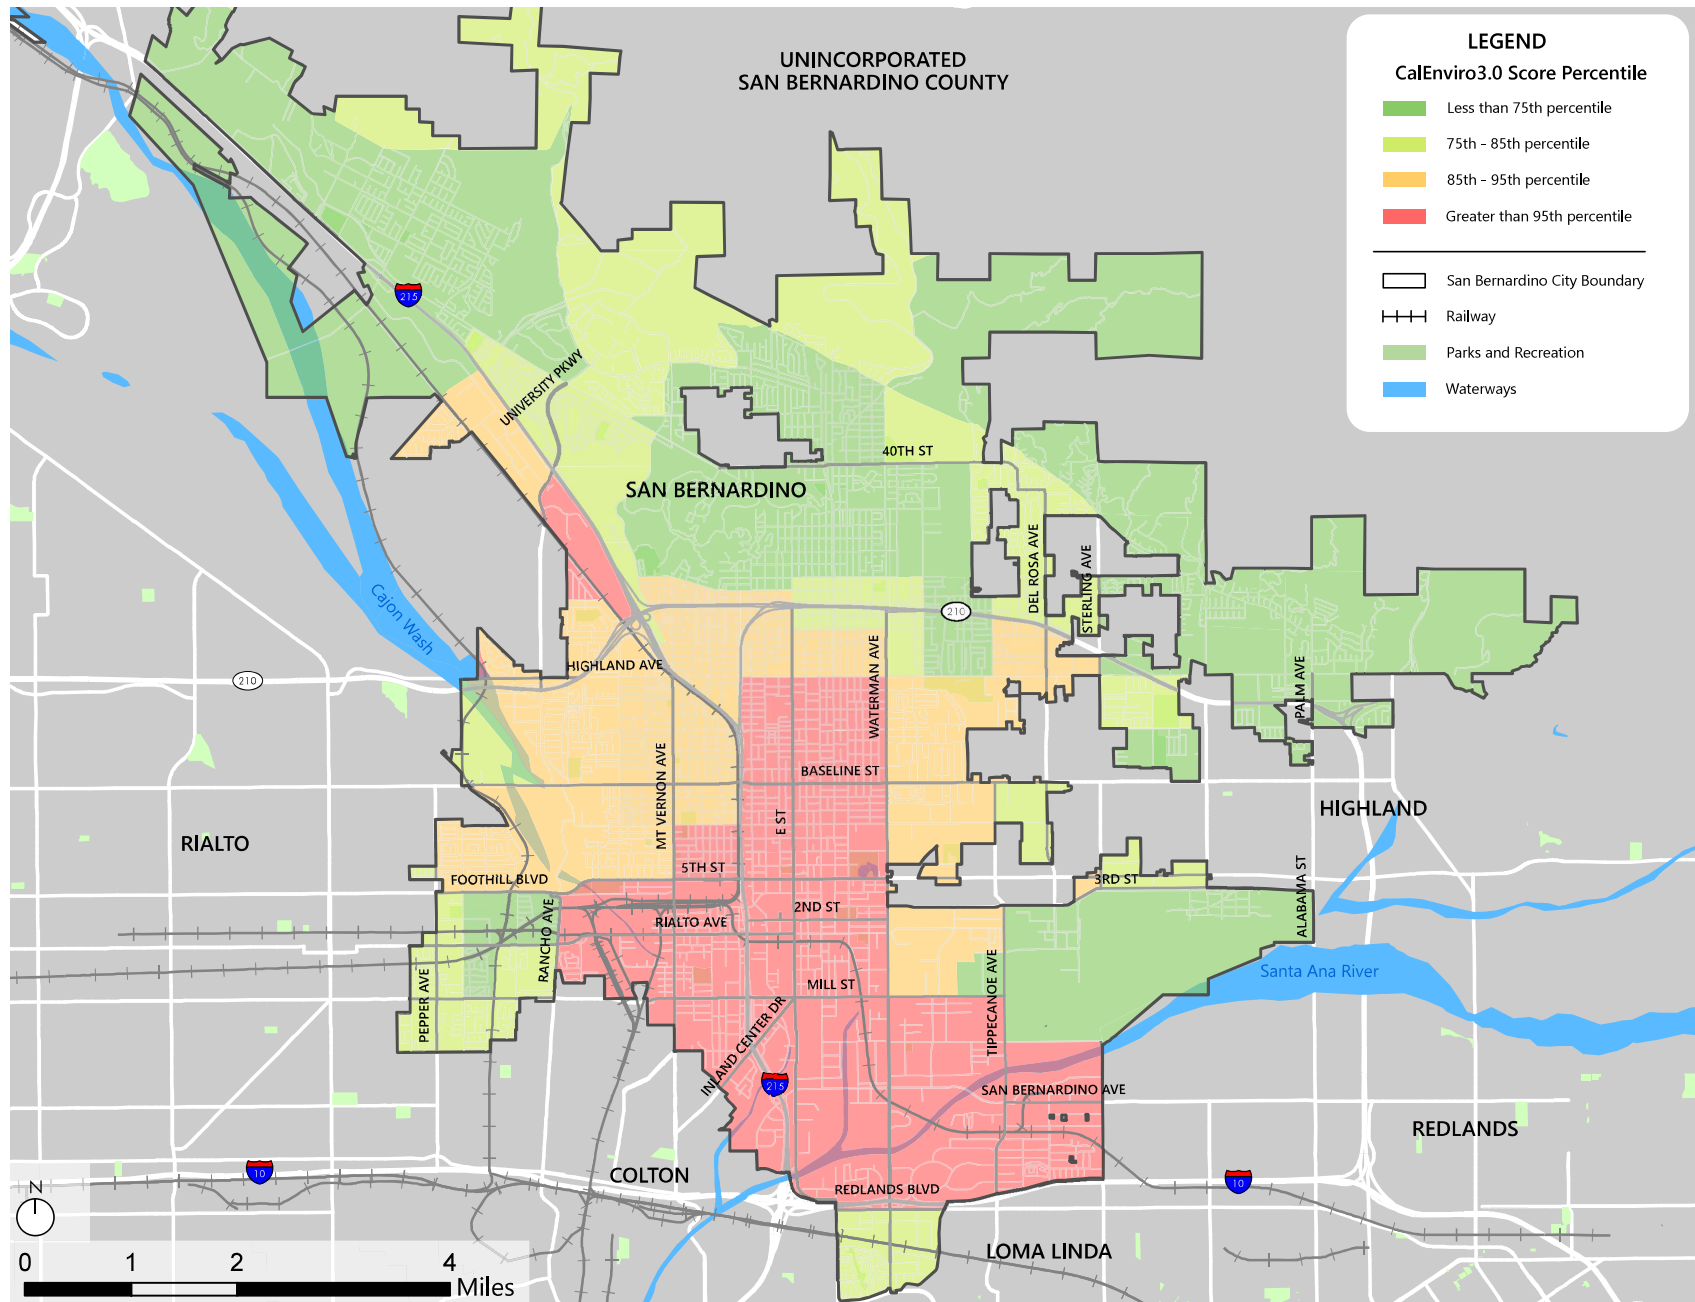 UNINCORPORATED
SAN BERNARDINO COUNTY
LEGEND
CalEnviro3.0 Score Percentile
Less than 75th percentile
75th - 85th percentile
85th - 95th percentile
Greater than 95th percentile
San Bernardino City Boundary
Railway
Parks and Recreation
Waterways
215
UNIVERSITY PKWY
40TH ST
SAN BERNARDINO
DEL ROSA AVE
STERLING AVE
Cajon Wash
210
HIGHLAND AVE
WATERMAN AVE
210
PALM AVE
MT VERNON AVE
BASELINE ST
E ST
HIGHLAND
RIALTO
5TH ST
FOOTHILL BLVD
3RD ST
ALABAMA ST
2ND ST
RIALTO AVE
RANCHO AVE
PEPPER AVE
MILL ST
TIPPECANOE AVE
Santa Ana River
INLAND CENTER DR
215
SAN BERNARDINO AVE
REDLANDS
10
COLTON
REDLANDS BLVD
10
LOMA LINDA
N
0 1 2 4
Miles